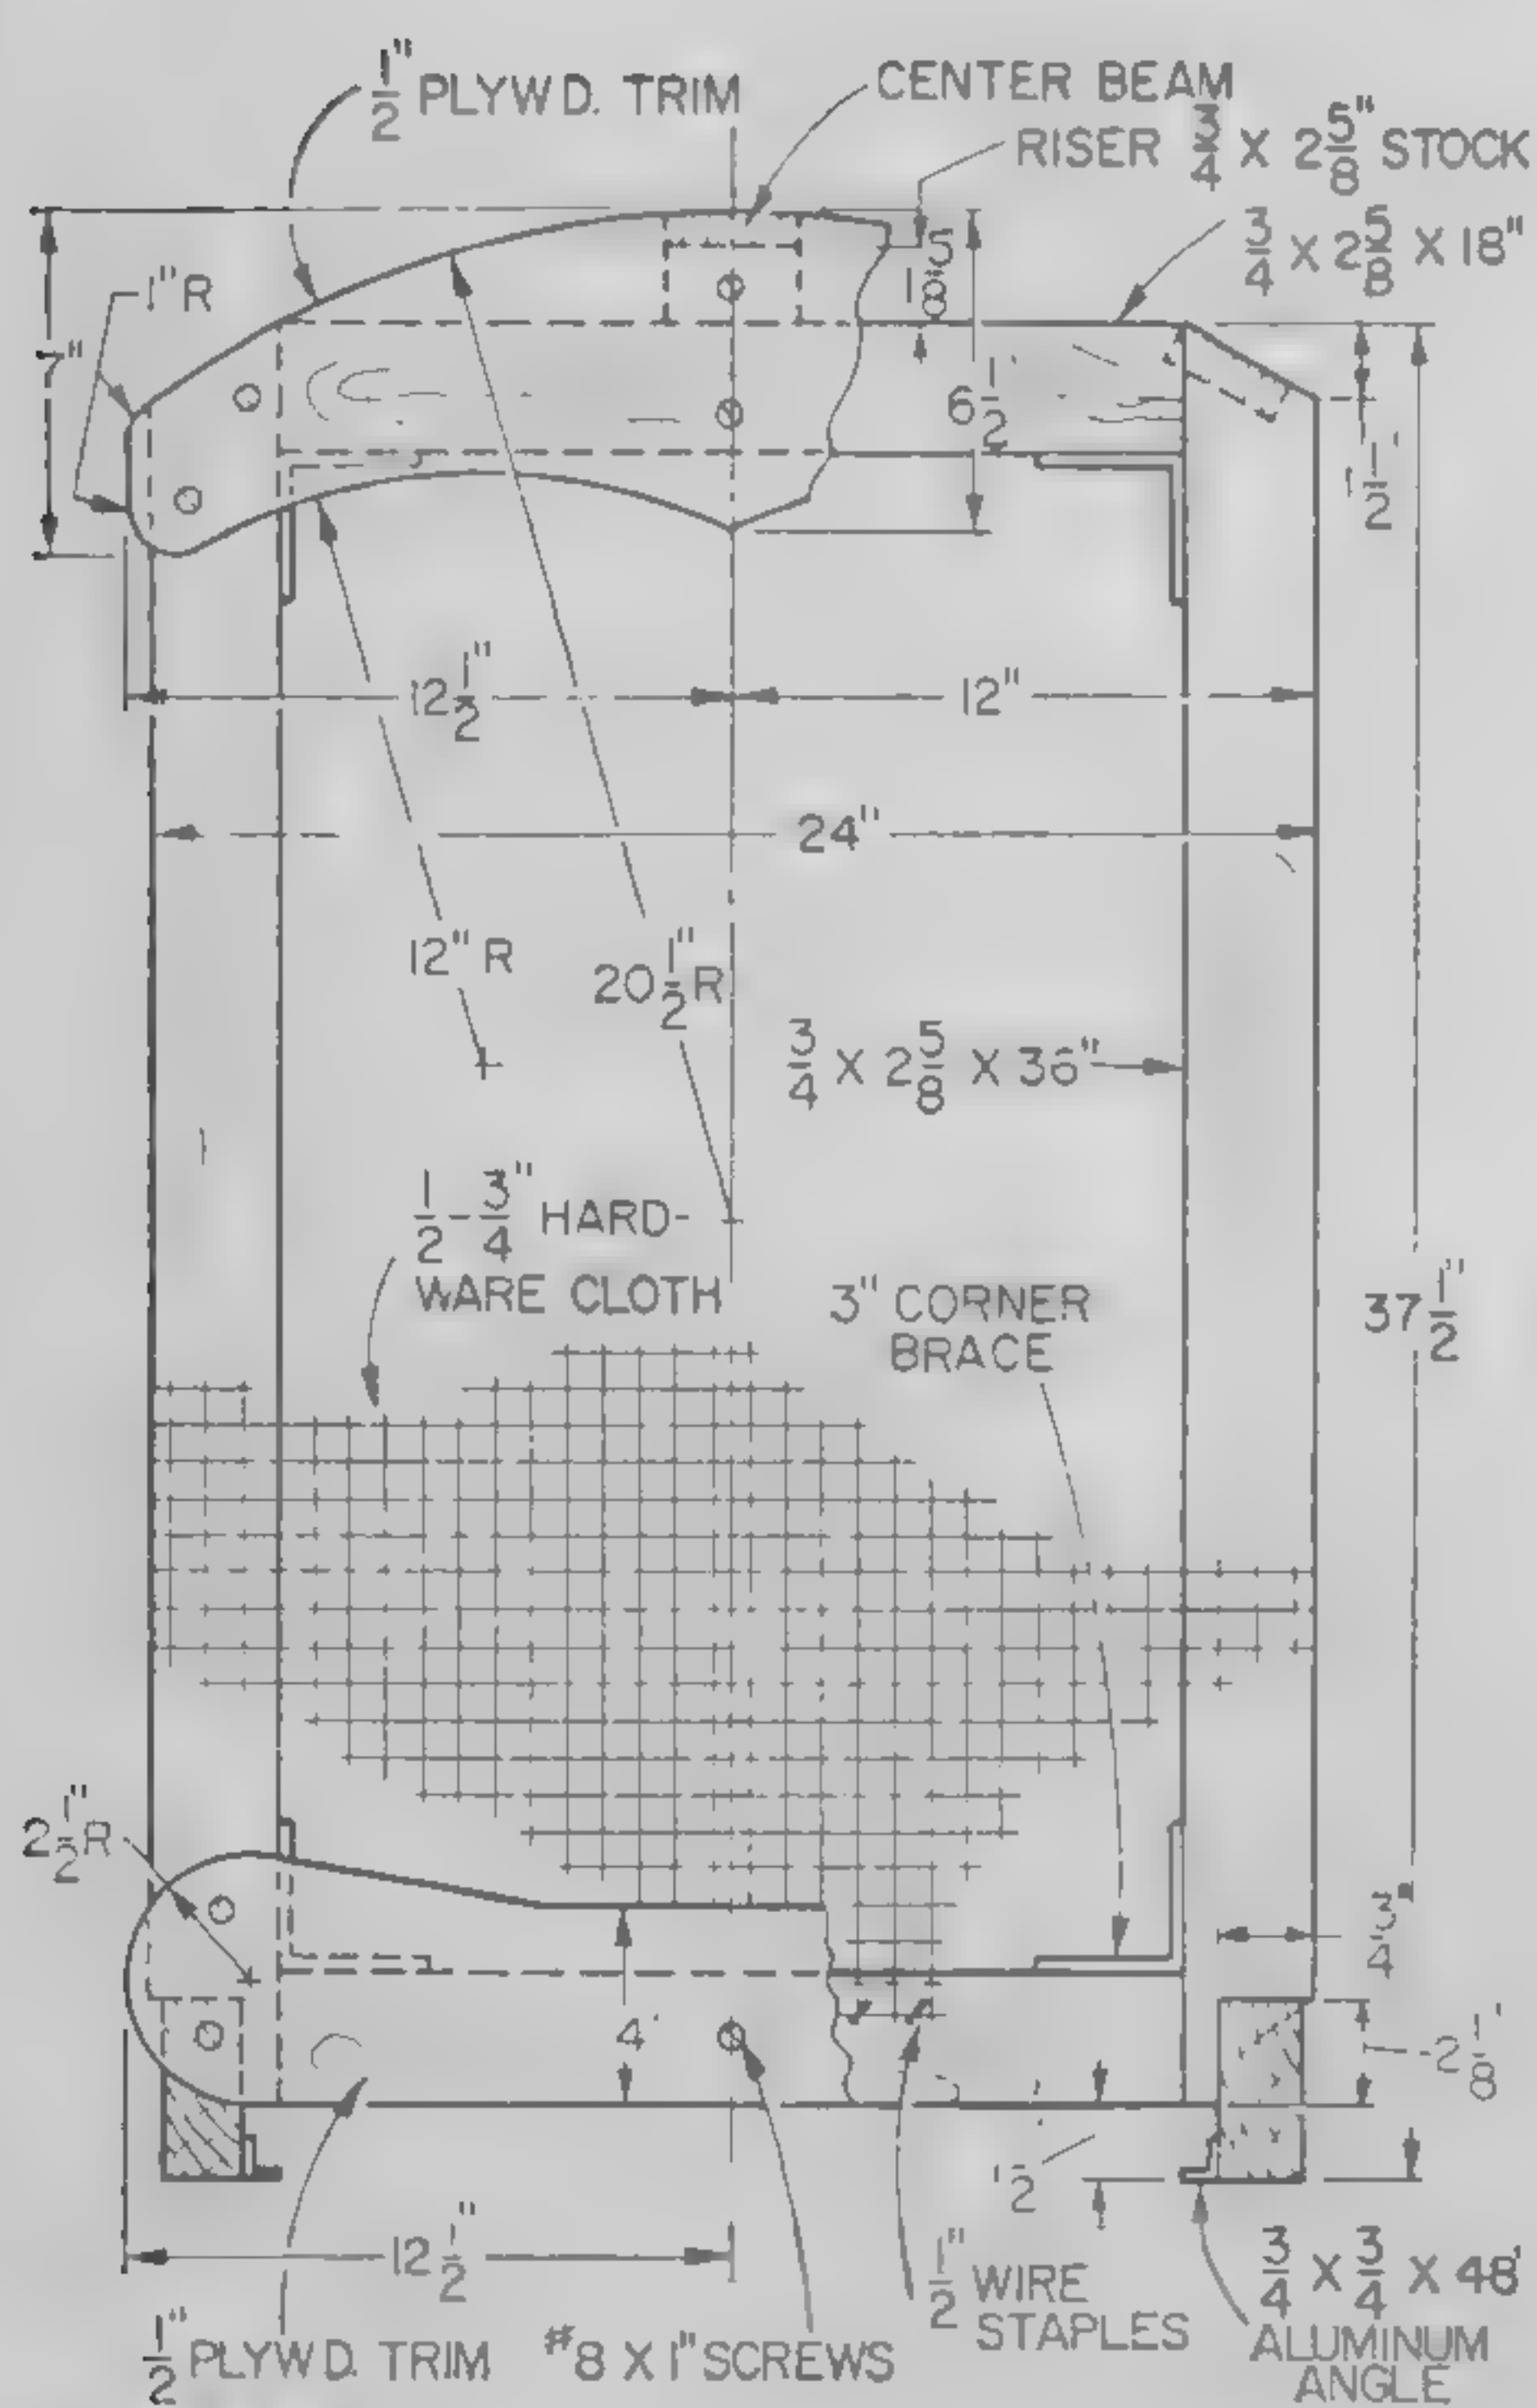 1/2" PLYWD. TRIM
CENTER BEAM
RISER 3/4 X 2 5/8" STOCK
3/4 X 2 5/8 X 18"
1" R
7"
1 5/8
6 1/2'
1 1/2'
12 1/2"
12"
24"
12" R
20 1/2" R
3/4 X 2 5/8 X 36"
1/2 - 3/4" HARD-
WARE CLOTH
3" CORNER
BRACE
37 1/2"
2 1/2" R
3/4"
4'
2 1/8'
12 1/2"
1/2" WIRE
STAPLES
3/4 X 3/4 X 48'
ALUMINUM
ANGLE
1/2" PLYWD. TRIM
#8 X 1" SCREWS